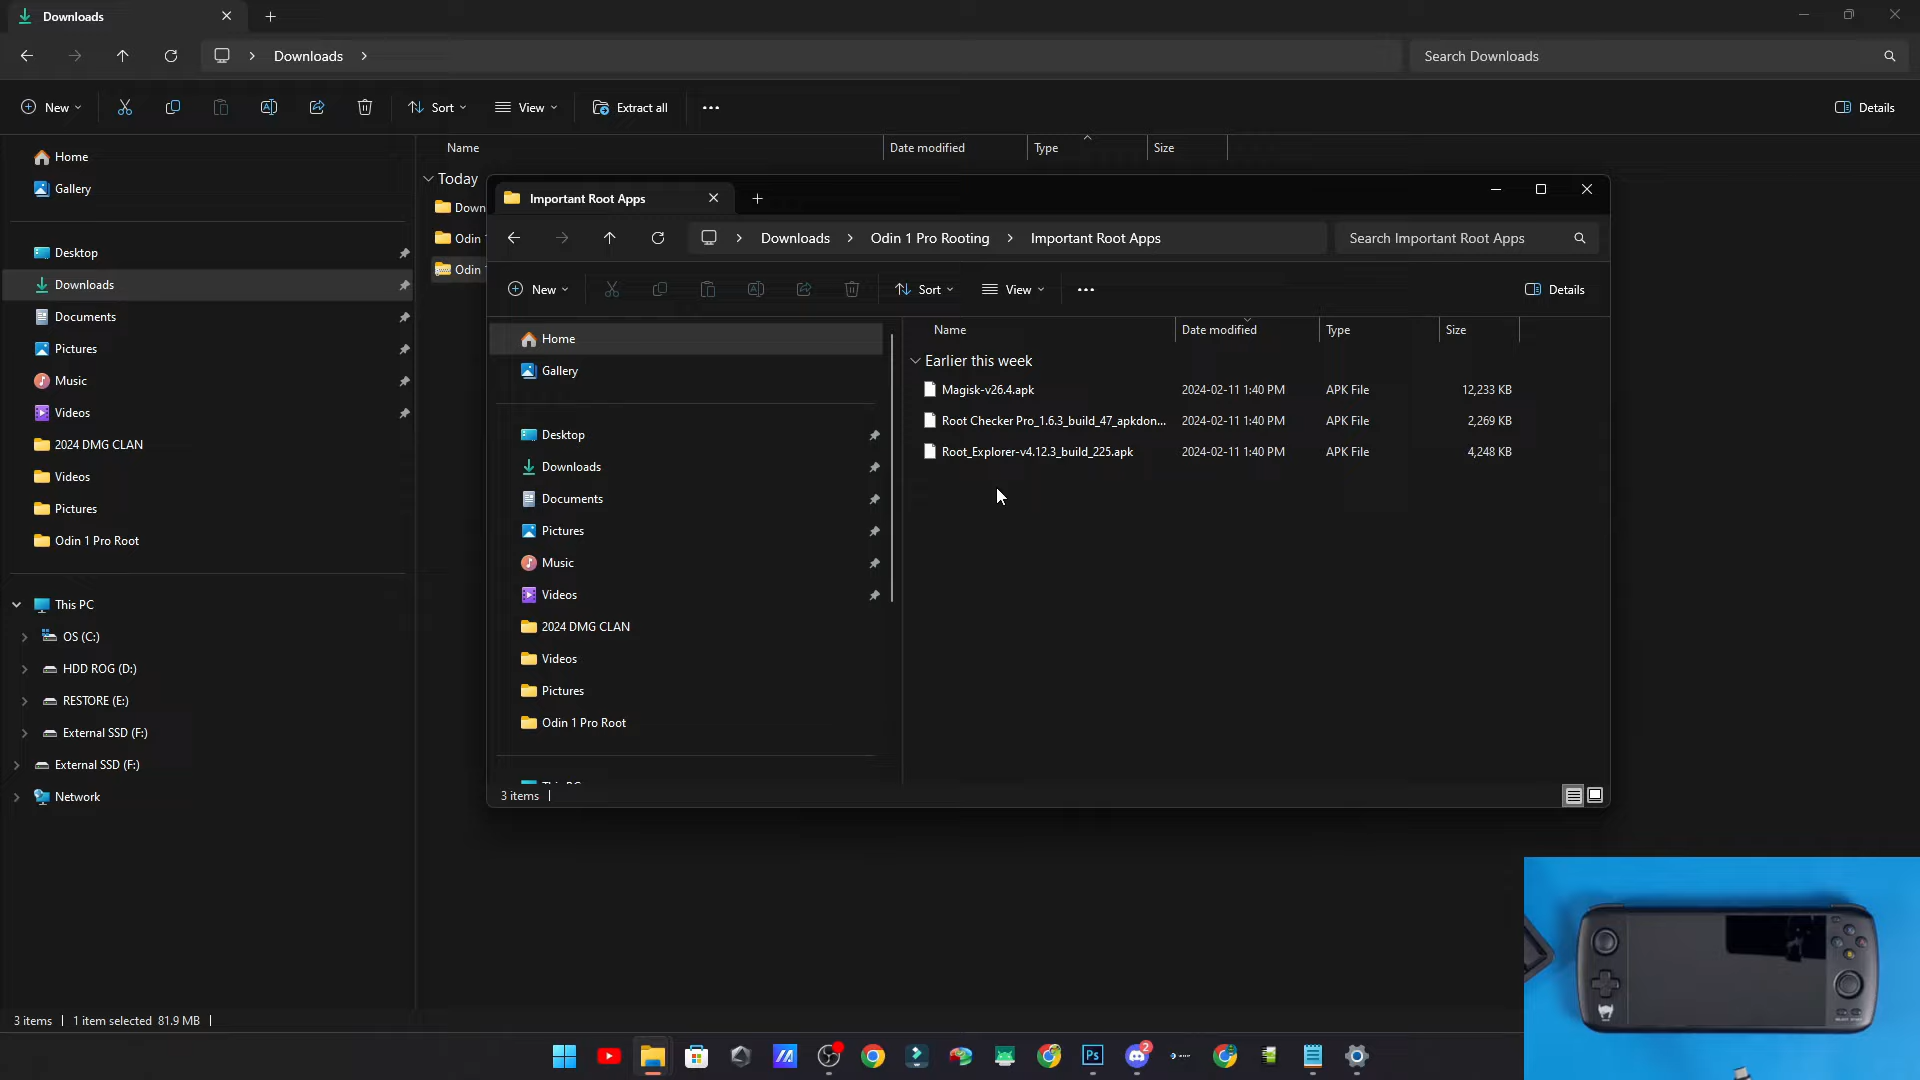 Downloads
Downloads
Search Downloads
New
Sort
View
Extract all
Details
Home
Gallery
Desktop
Downloads
Documents
Pictures
Music
Videos
2024 DMG CLAN
Videos
Pictures
Odin 1 Pro Root
This PC
OS (C:)
HDD ROG (D:)
RESTORE (E:)
External SSD (F:)
External SSD (F:)
Network
3 items
1 item selected 81.9 MB
Name
Date modified
Type
Size
Today
Down
Odin
Odin
Important Root Apps
Downloads
Odin 1 Pro Rooting
Important Root Apps
Search Important Root Apps
New
Sort
View
Details
Home
Gallery
Desktop
Downloads
Documents
Pictures
Music
Videos
2024 DMG CLAN
Videos
Pictures
Odin 1 Pro Root
Name Date modified Type Size
Earlier this week
Magisk-v26.4.apk 2024-02-11 1:40 PM APK File 12,233 KB
Root Checker Pro_1.6.3_build_47_apkdon... 2024-02-11 1:40 PM APK File 2,269 KB
Root_Explorer-v4.12.3_build_225.apk 2024-02-11 1:40 PM APK File 4,248 KB
3 items
Ps
2